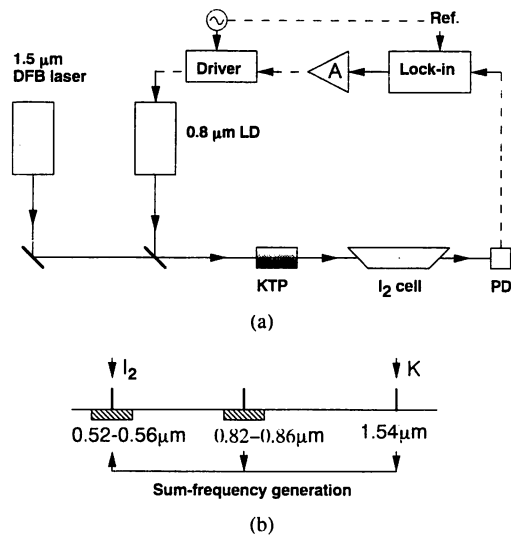 1.5 μm
DFB laser
Ref.
Driver
A
Lock-in
0.8 μm LD
KTP
I₂ cell
PD
(a)
I₂
K
0.52-0.56μm
0.82–0.86μm
1.54μm
Sum-frequency generation
(b)